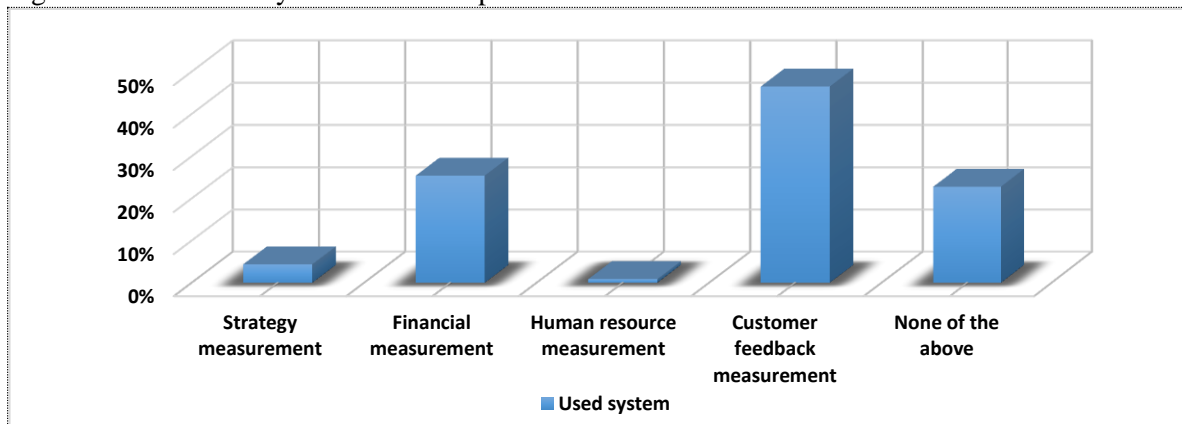 50%
40%
30%
20%
10%
0%
Strategy
measurement
Financial
measurement
Human resource
measurement
Customer
feedback
measurement
None of the
above
Used system